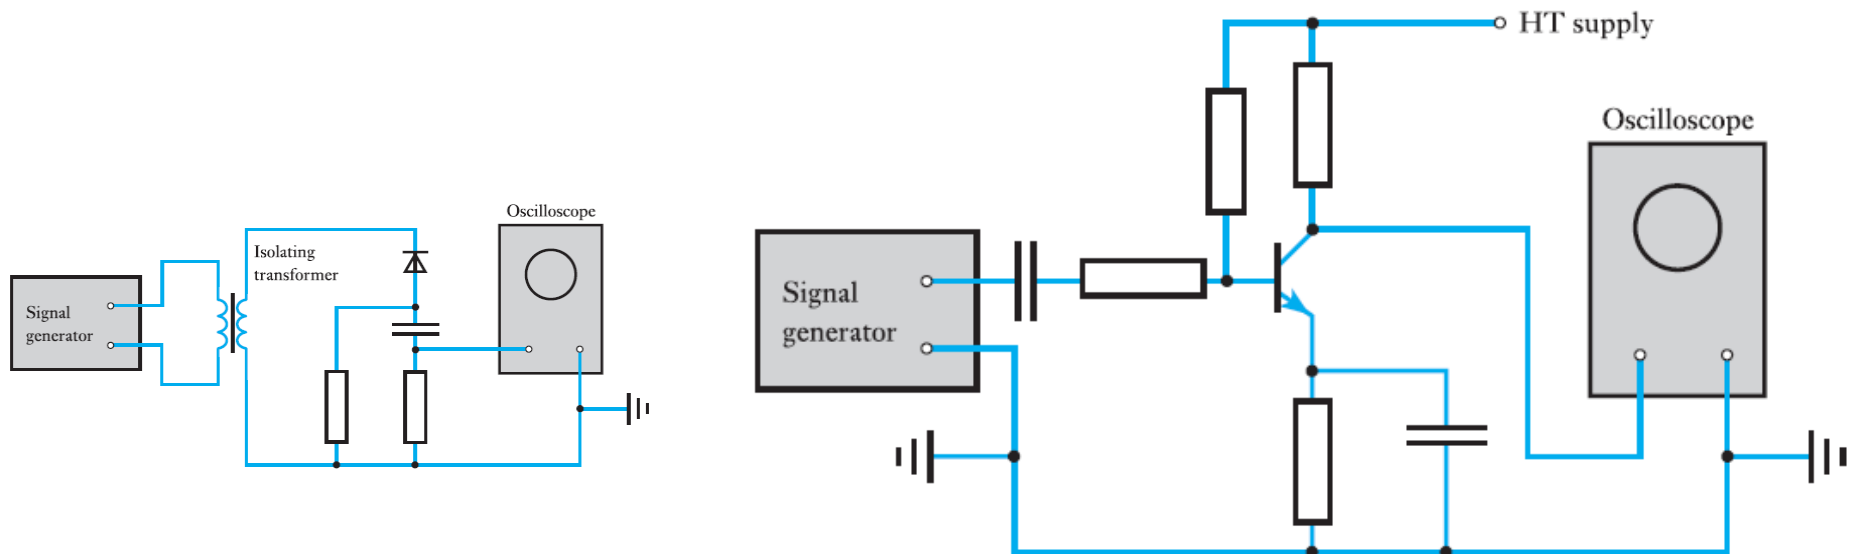 Signal
generator
Isolating
transformer
Oscilloscope
Signal
generator
HT supply
Oscilloscope